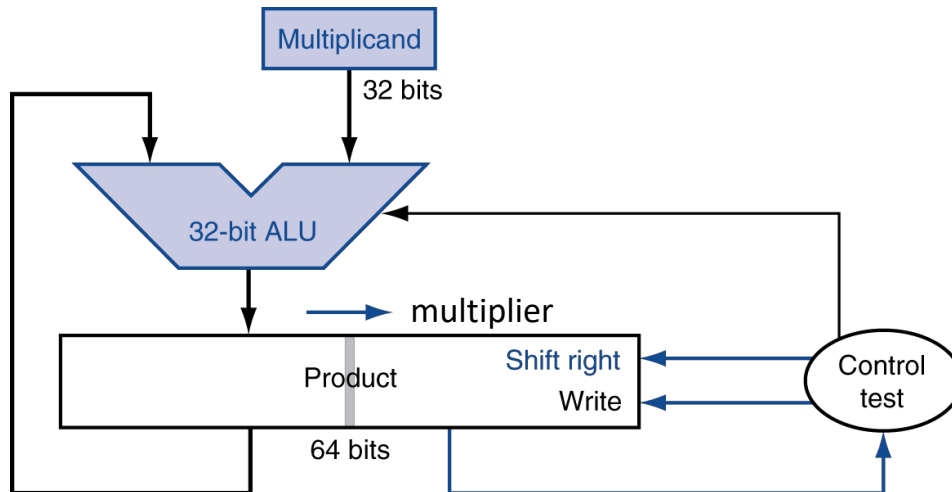 Multiplicand
32 bits
32-bit ALU
multiplier
Product
Shift right
Write
64 bits
Control
test